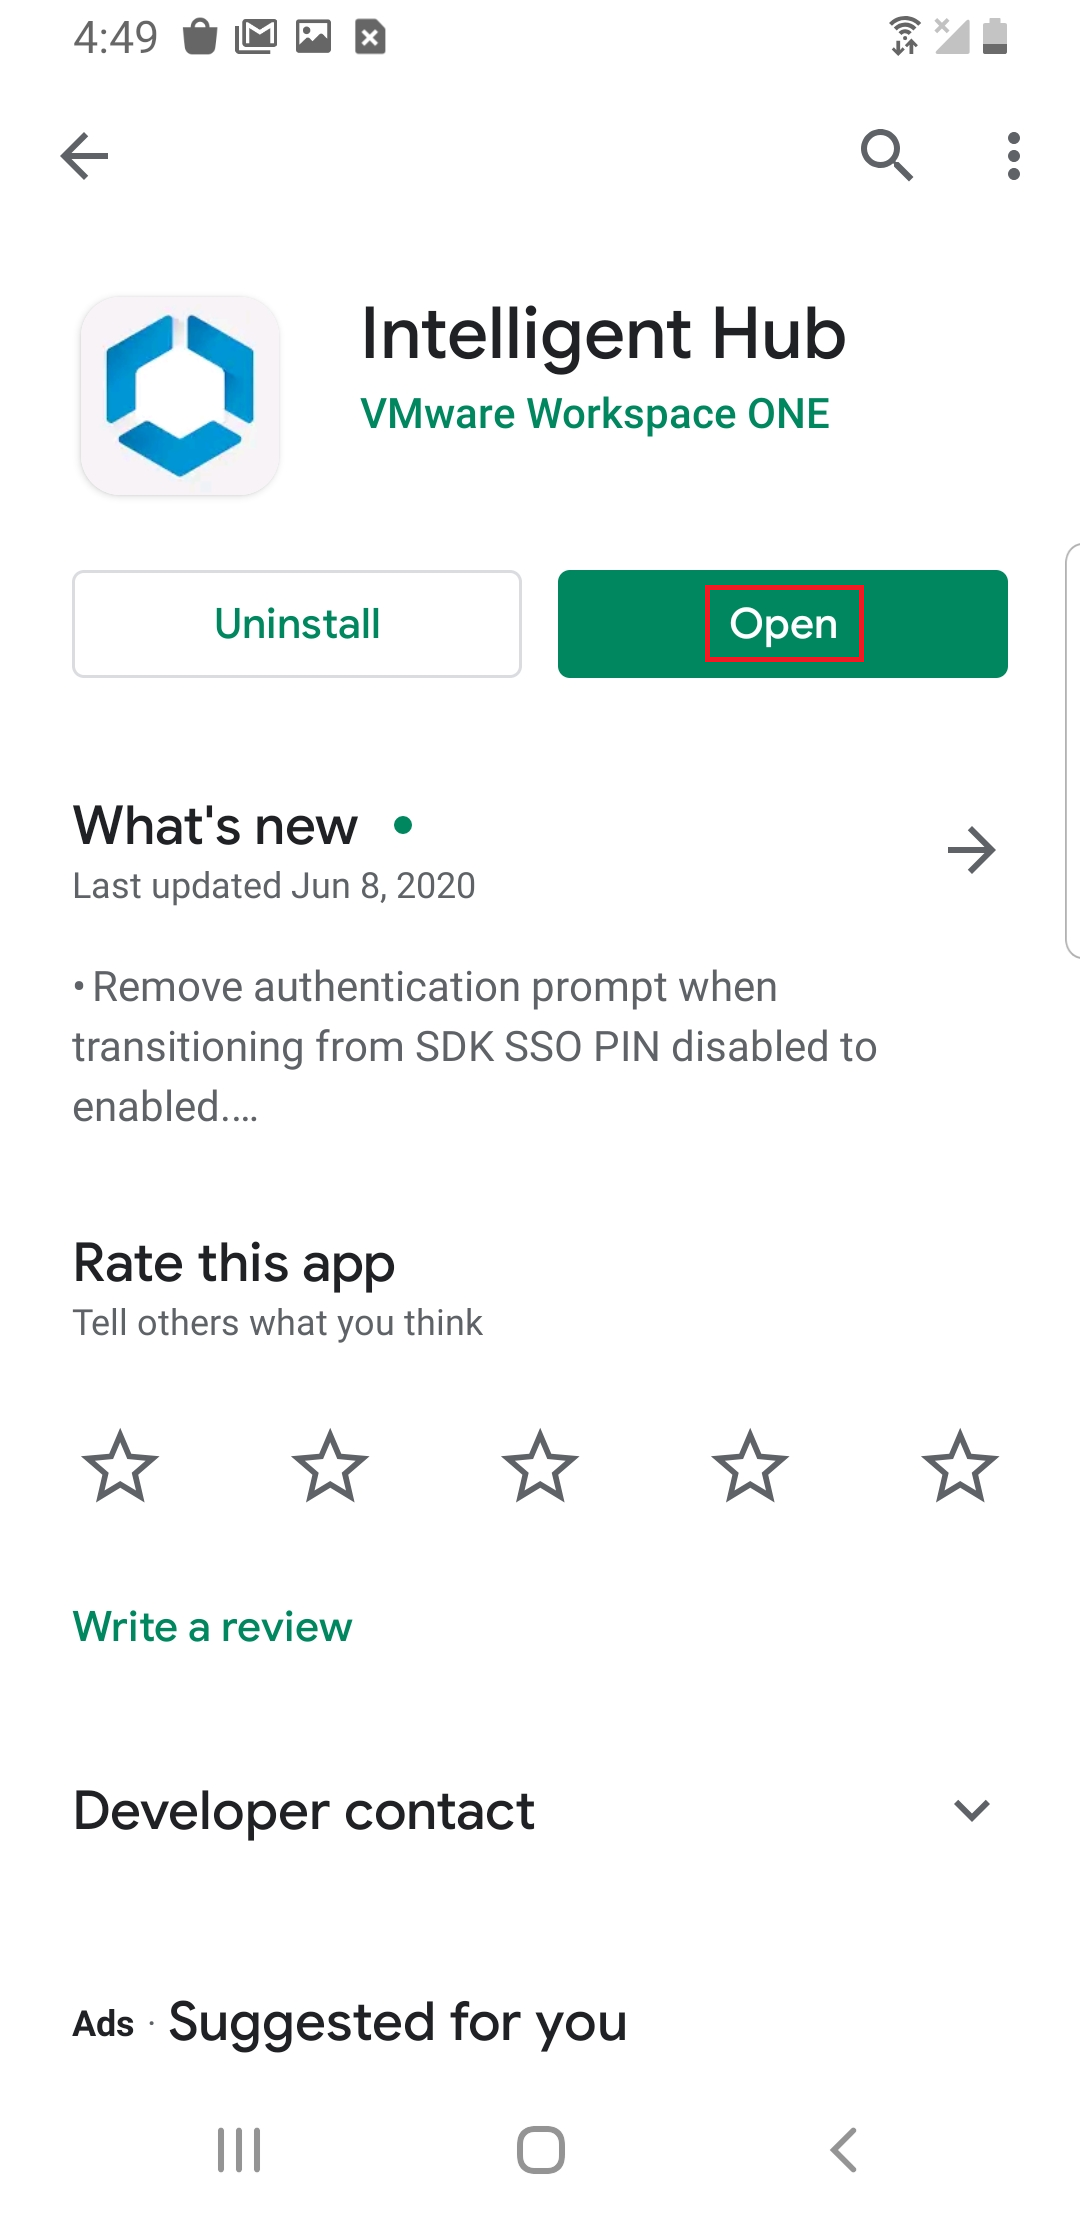 4:49
Intelligent Hub
VMware Workspace ONE
Uninstall
Open
What's new
Last updated Jun 8, 2020
• Remove authentication prompt when
transitioning from SDK SSO PIN disabled to
enabled.…
Rate this app
Tell others what you think
Write a review
Developer contact
Ads · Suggested for you